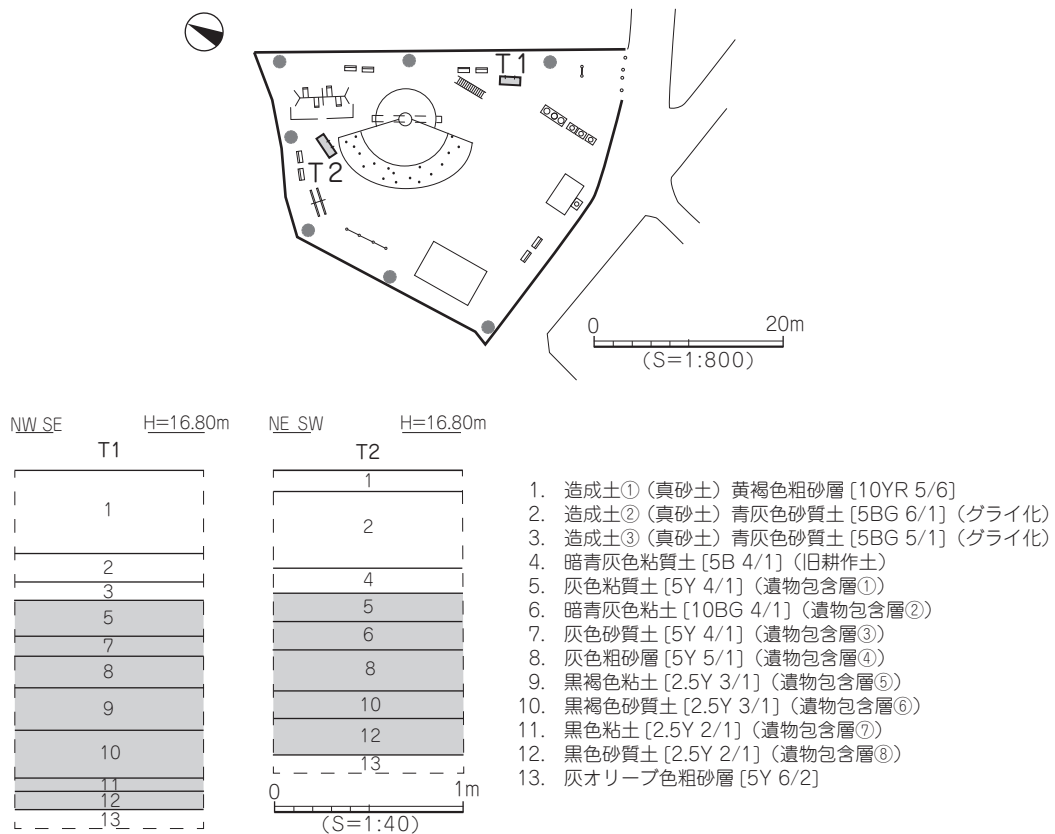 T1
T2
0 20m
(S=1:800)
NW SE H=16.80m
T1
1
2
3
5
7
8
9
10
11
12
13
NE SW H=16.80m
T2
1
2
4
5
6
8
10
12
13
0 1m
(S=1:40)
1. 造成土①（真砂土）黄褐色粗砂層 [10YR 5/6]
2. 造成土②（真砂土）青灰色砂質土 [5BG 6/1]（グライ化）
3. 造成土③（真砂土）青灰色砂質土 [5BG 5/1]（グライ化）
4. 暗青灰色粘質土 [5B 4/1]（旧耕作土）
5. 灰色粘質土 [5Y 4/1]（遺物包含層①）
6. 暗青灰色粘土 [10BG 4/1]（遺物包含層②）
7. 灰色砂質土 [5Y 4/1]（遺物包含層③）
8. 灰色粗砂層 [5Y 5/1]（遺物包含層④）
9. 黒褐色粘土 [2.5Y 3/1]（遺物包含層⑤）
10. 黒褐色砂質土 [2.5Y 3/1]（遺物包含層⑥）
11. 黒色粘土 [2.5Y 2/1]（遺物包含層⑦）
12. 黒色砂質土 [2.5Y 2/1]（遺物包含層⑧）
13. 灰オリーブ色粗砂層 [5Y 6/2]